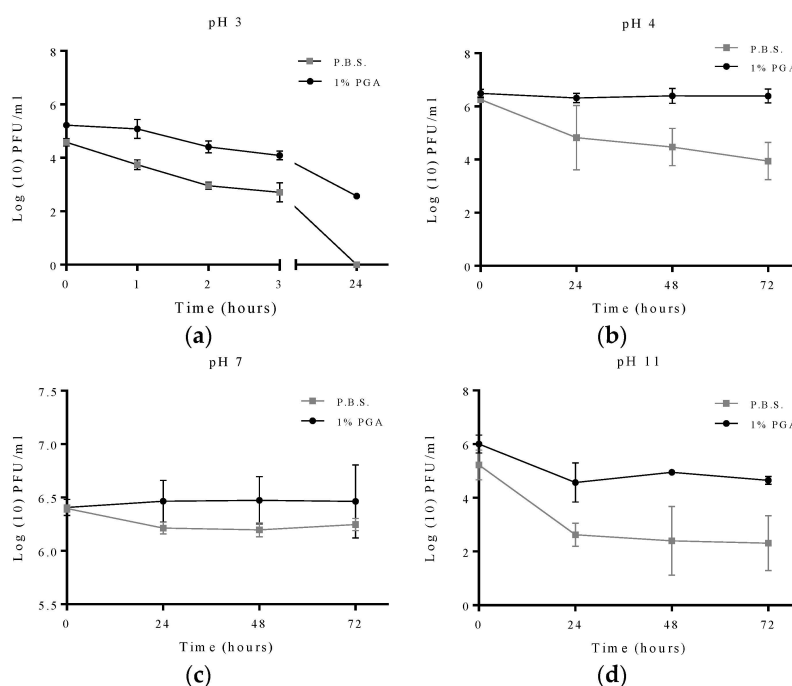 pH 3
P.B.S.
1% PGA
8
6
4
2
0
Log (10) PFU/ml
0 1 2 3 24
Time (hours)
(a)
pH 4
P.B.S.
1% PGA
8
6
4
2
0
Log (10) PFU/ml
0 24 48 72
Time (hours)
(b)
pH 7
P.B.S.
1% PGA
7.5
7.0
6.5
6.0
5.5
Log (10) PFU/ml
0 24 48 72
Time (hours)
(c)
pH 11
P.B.S.
1% PGA
8
6
4
2
0
Log (10) PFU/ml
0 24 48 72
Time (hours)
(d)